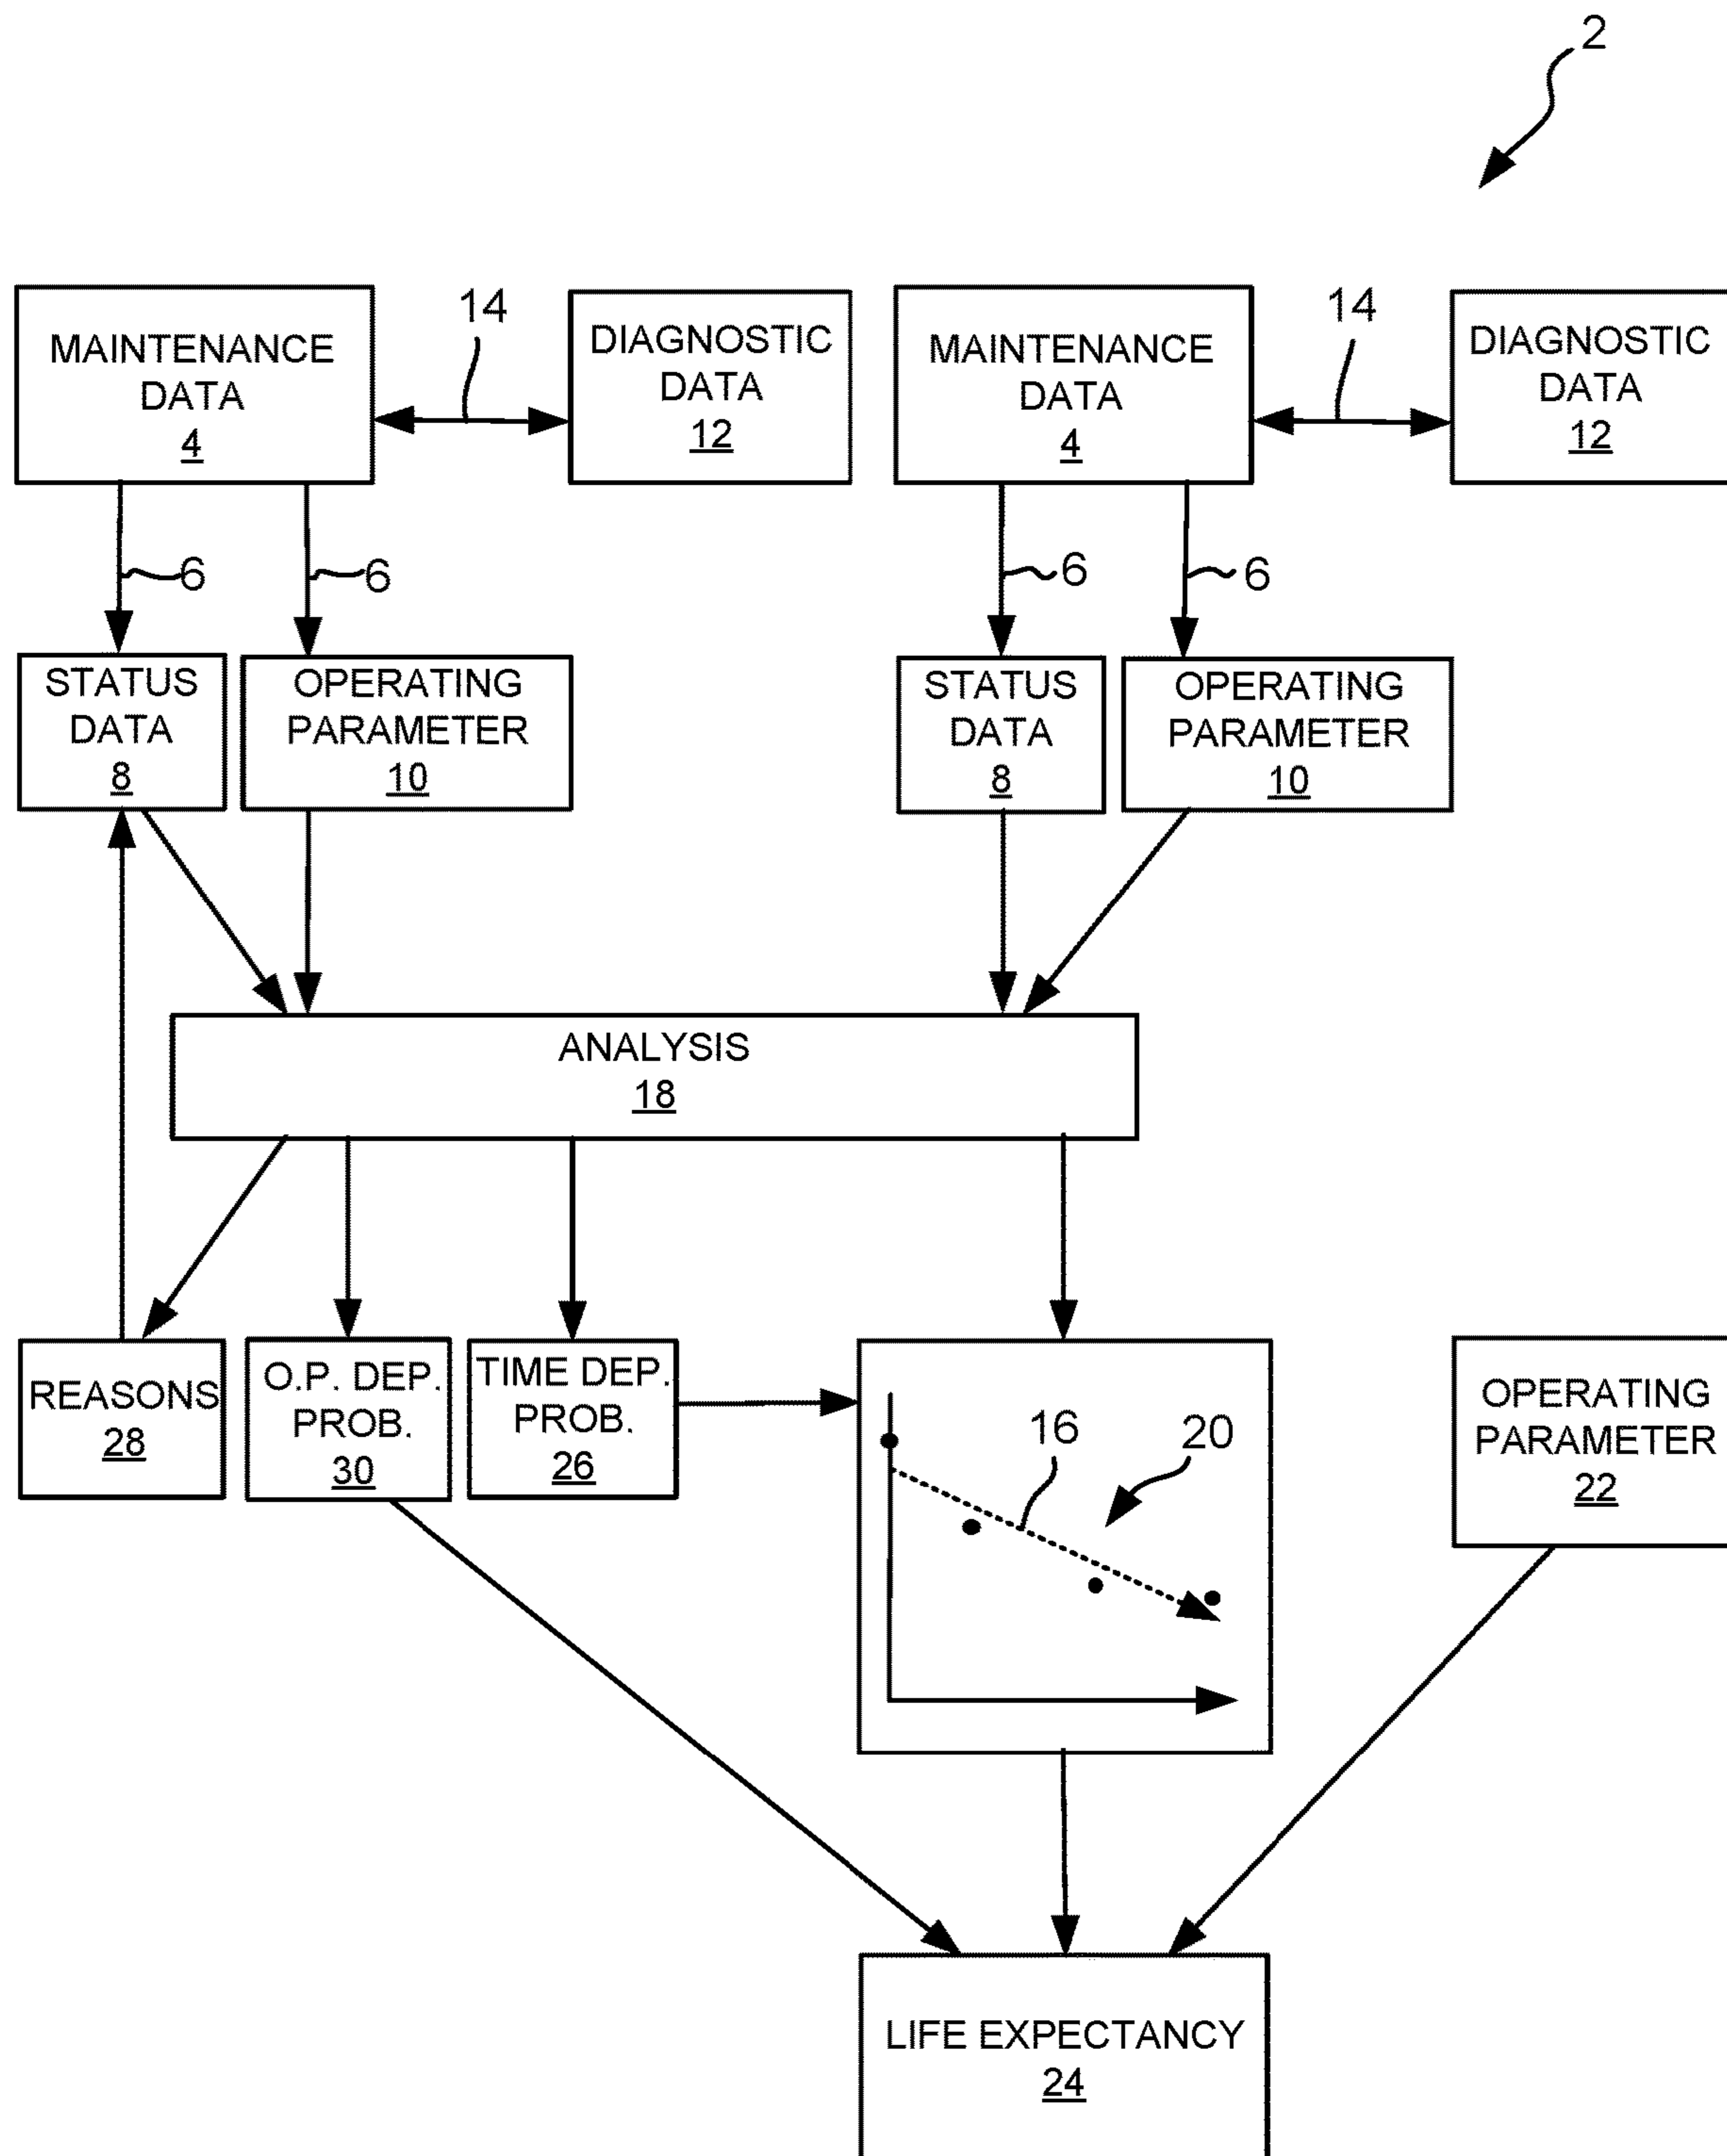 2
MAINTENANCE
DATA
4
14
DIAGNOSTIC
DATA
12
MAINTENANCE
DATA
4
14
DIAGNOSTIC
DATA
12
6
6
6
6
STATUS
DATA
8
OPERATING
PARAMETER
10
STATUS
DATA
8
OPERATING
PARAMETER
10
ANALYSIS
18
REASONS
28
O.P. DEP.
PROB.
30
TIME DEP.
PROB.
26
16
20
OPERATING
PARAMETER
22
LIFE EXPECTANCY
24